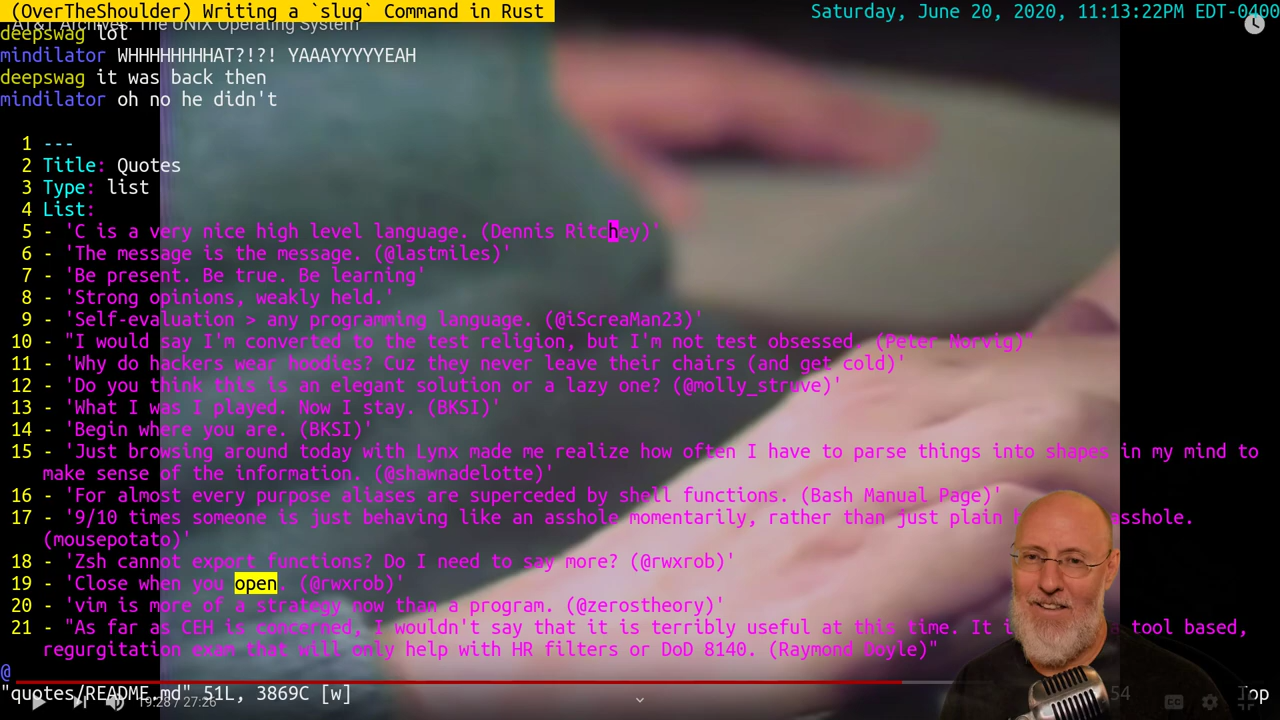 (OverTheShoulder) Writing a `slug` Command in Rust
Saturday, June 20, 2020, 11:13:22PM EDT-0400
AT&T Archives: The UNIX Operating System
deepswag lol
mindilator WHHHHHHHHAT?!?! YAAAYYYYYEAH
deepswag it was back then
mindilator oh no he didn't
1 ---
2 Title: Quotes
3 Type: list
4 List:
5 - 'C is a very nice high level language. (Dennis Ritchey)'
6 - 'The message is the message. (@lastmiles)'
7 - 'Be present. Be true. Be learning'
8 - 'Strong opinions, weakly held.'
9 - 'Self-evaluation > any programming language. (@iScreaMan23)'
10 - "I would say I'm converted to the test religion, but I'm not test obsessed. (Peter Norvig)"
11 - 'Why do hackers wear hoodies? Cuz they never leave their chairs (and get cold)'
12 - 'Do you think this is an elegant solution or a lazy one? (@molly_struve)'
13 - 'What I was I played. Now I stay. (BKSI)'
14 - 'Begin where you are. (BKSI)'
15 - 'Just browsing around today with Lynx made me realize how often I have to parse things into shapes in my mind to
make sense of the information. (@shawnadelotte)'
16 - 'For almost every purpose aliases are superceded by shell functions. (Bash Manual Page)'
17 - '9/10 times someone is just behaving like an asshole momentarily, rather than just plain asshole.
(mousepotato)'
18 - 'Zsh cannot export functions? Do I need to say more? (@rwxrob)'
19 - 'Close when you open. (@rwxrob)'
20 - 'vim is more of a strategy now than a program. (@zerostheory)'
21 - "As far as CEH is concerned, I wouldn't say that it is terribly useful at this time. It tool based,
regurgitation exam that will only help with HR filters or DoD 8140. (Raymond Doyle)"
@
"quotes/README.md" 51L, 3869C [w]
54
Top
19:28 / 27:26